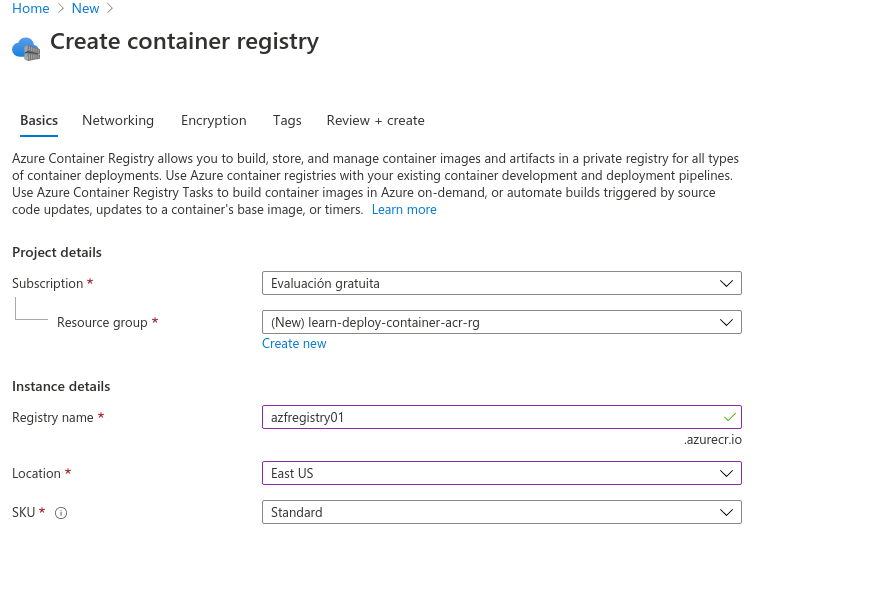 Home > New >
Create container registry
Basics Networking Encryption Tags Review + create
Azure Container Registry allows you to build, store, and manage container images and artifacts in a private registry for all types
of container deployments. Use Azure container registries with your existing container development and deployment pipelines.
Use Azure Container Registry Tasks to build container images in Azure on-demand, or automate builds triggered by source
code updates, updates to a container's base image, or timers. Learn more
Project details
Subscription * Evaluación gratuita
Resource group * (New) learn-deploy-container-acr-rg
Create new
Instance details
Registry name * azfregistry01
.azurecr.io
Location * East US
SKU * Standard